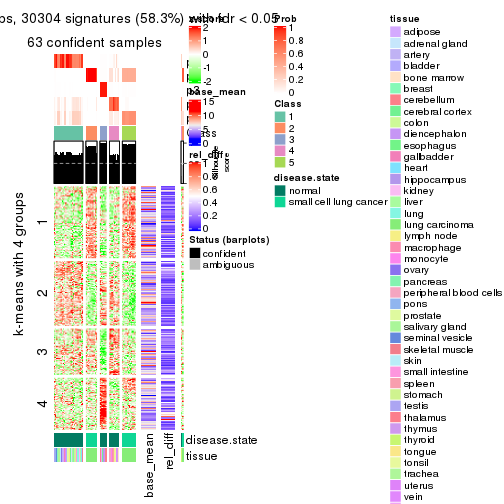 ps, 30304 signatures (58.3%) with fdr < 0.05
63 confident samples
k-means with 4 groups
1
2
3
4
base_mean
rel_diff
disease.state
tissue
2
1
0
-1
-2
base_mean
15
10
5
0
rel_diff
1
0.8
0.6
0.4
0.2
0
Status (barplots)
confident
ambiguous
Prob
1
0.8
0.6
0.4
0.2
0
Class
1
2
3
4
5
disease.state
normal
small cell lung cancer
tissue
adipose
adrenal gland
artery
bladder
bone marrow
breast
cerebellum
cerebral cortex
colon
diencephalon
esophagus
gallbadder
heart
hippocampus
kidney
liver
lung
lung carcinoma
lymph node
macrophage
monocyte
ovary
pancreas
peripheral blood cells
pons
prostate
salivary gland
seminal vesicle
skeletal muscle
skin
small intestine
spleen
stomach
testis
thalamus
thymus
thyroid
tongue
tonsil
trachea
uterus
vein